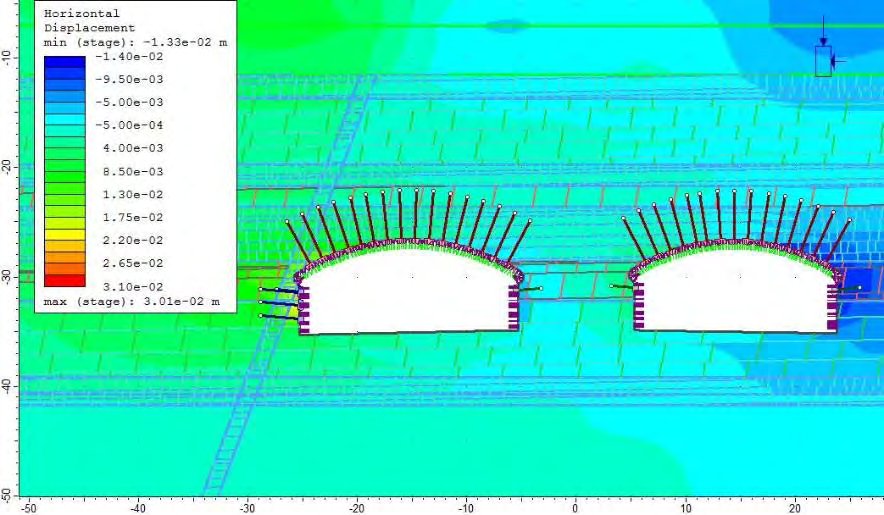 Horizontal
Displacement
min (stage): -1.33e-02 m
-1.40e-02
-9.50e-03
-5.00e-03
-5.00e-04
4.00e-03
8.50e-03
1.30e-02
1.75e-02
2.20e-02
2.65e-02
3.10e-02
max (stage): 3.01e-02 m
-10
-20
-30
-40
-50
-50 -40 -30 -20 -10 0 10 20